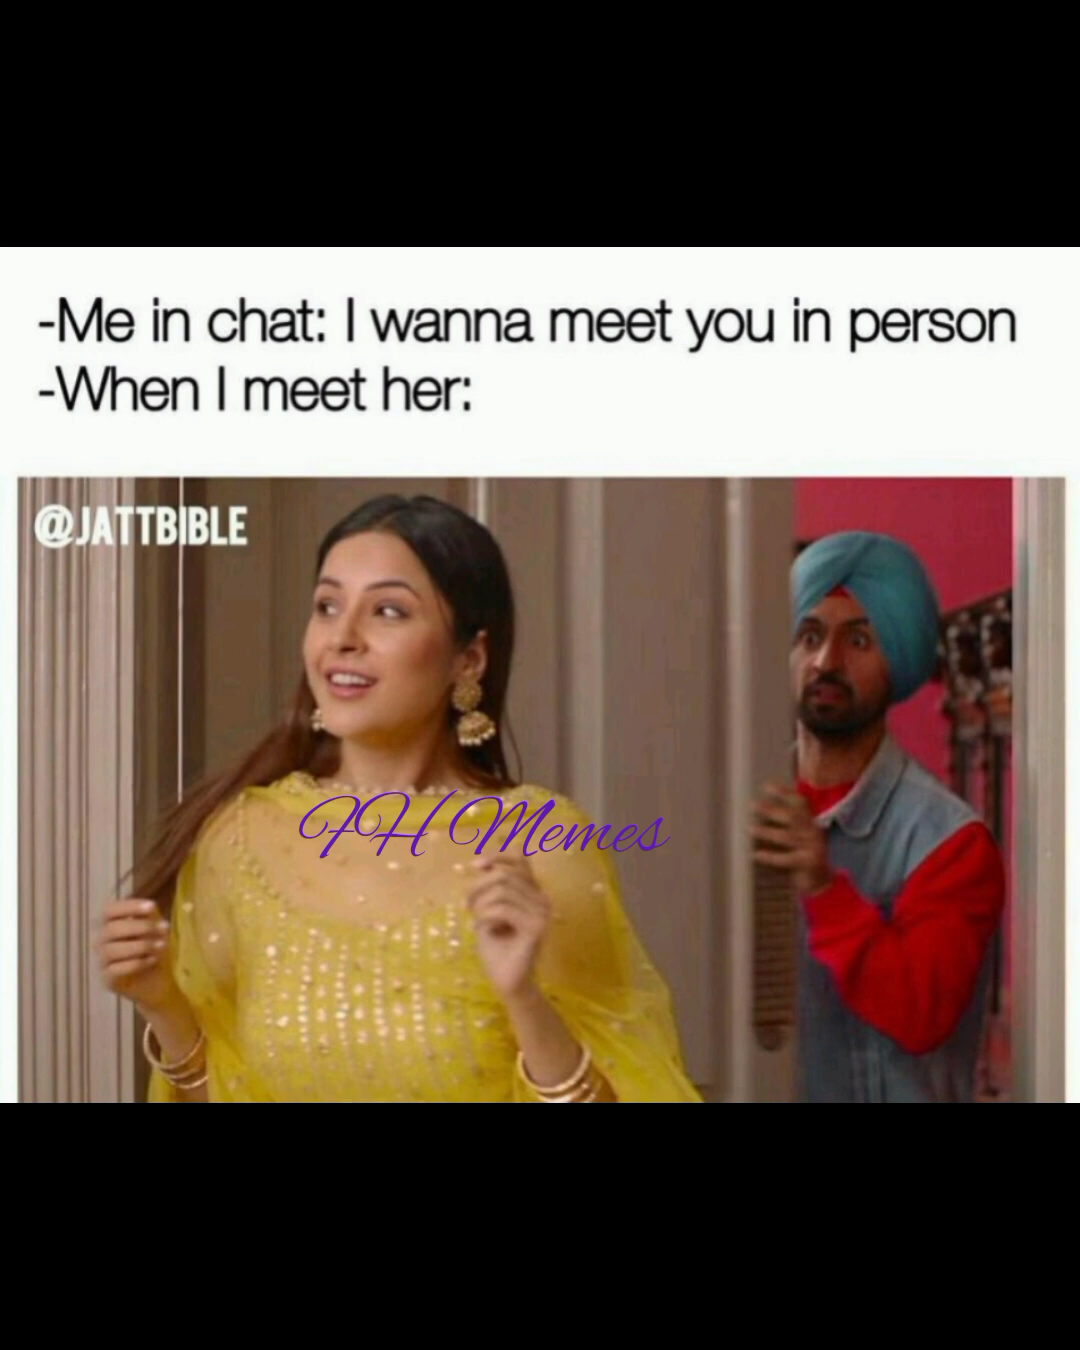 -Me in chat: I wanna meet you in person
-When I meet her:
@JATTBIBLE
FH Memes